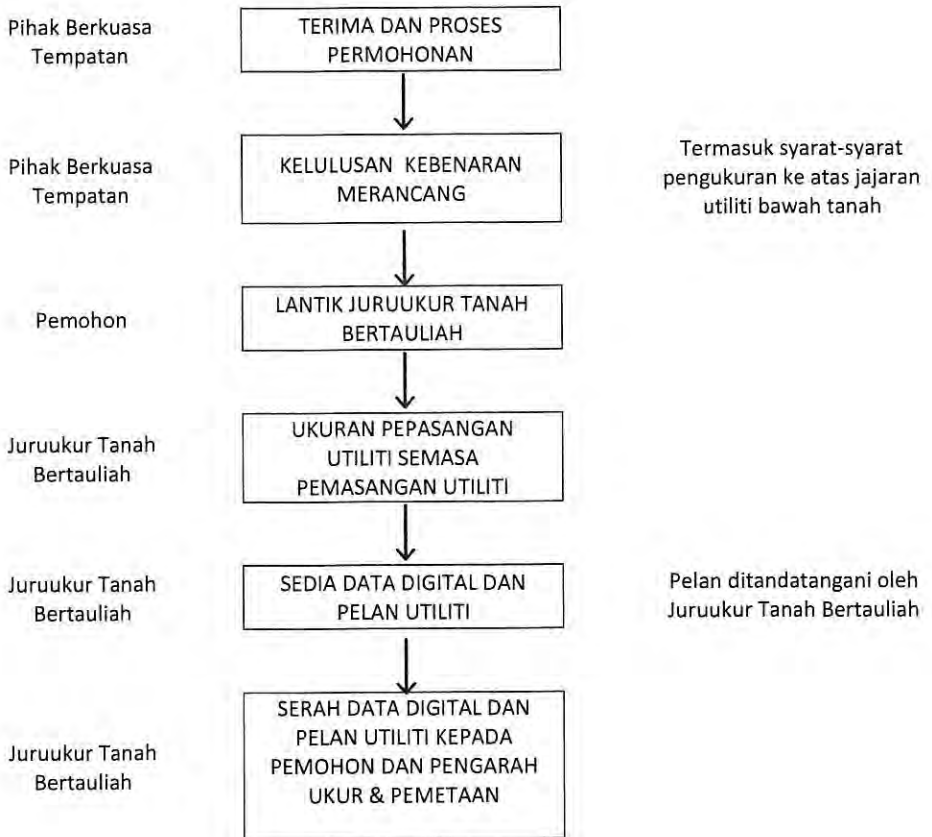 Pihak Berkuasa
Tempatan
TERIMA DAN PROSES
PERMOHONAN
Pihak Berkuasa
Tempatan
KELULUSAN KEBENARAN
MERANCANG
Termasuk syarat-syarat
pengukuran ke atas jajaran
utiliti bawah tanah
Pemohon
LANTIK JURUUKUR TANAH
BERTAULIAH
Juruukur Tanah
Bertauliah
UKURAN PEPASANGAN
UTILITI SEMASA
PEMASANGAN UTILITI
Juruukur Tanah
Bertauliah
SEDIA DATA DIGITAL DAN
PELAN UTILITI
Pelan ditandatangani oleh
Juruukur Tanah Bertauliah
Juruukur Tanah
Bertauliah
SERAH DATA DIGITAL DAN
PELAN UTILITI KEPADA
PEMOHON DAN PENGARAH
UKUR & PEMETAAN